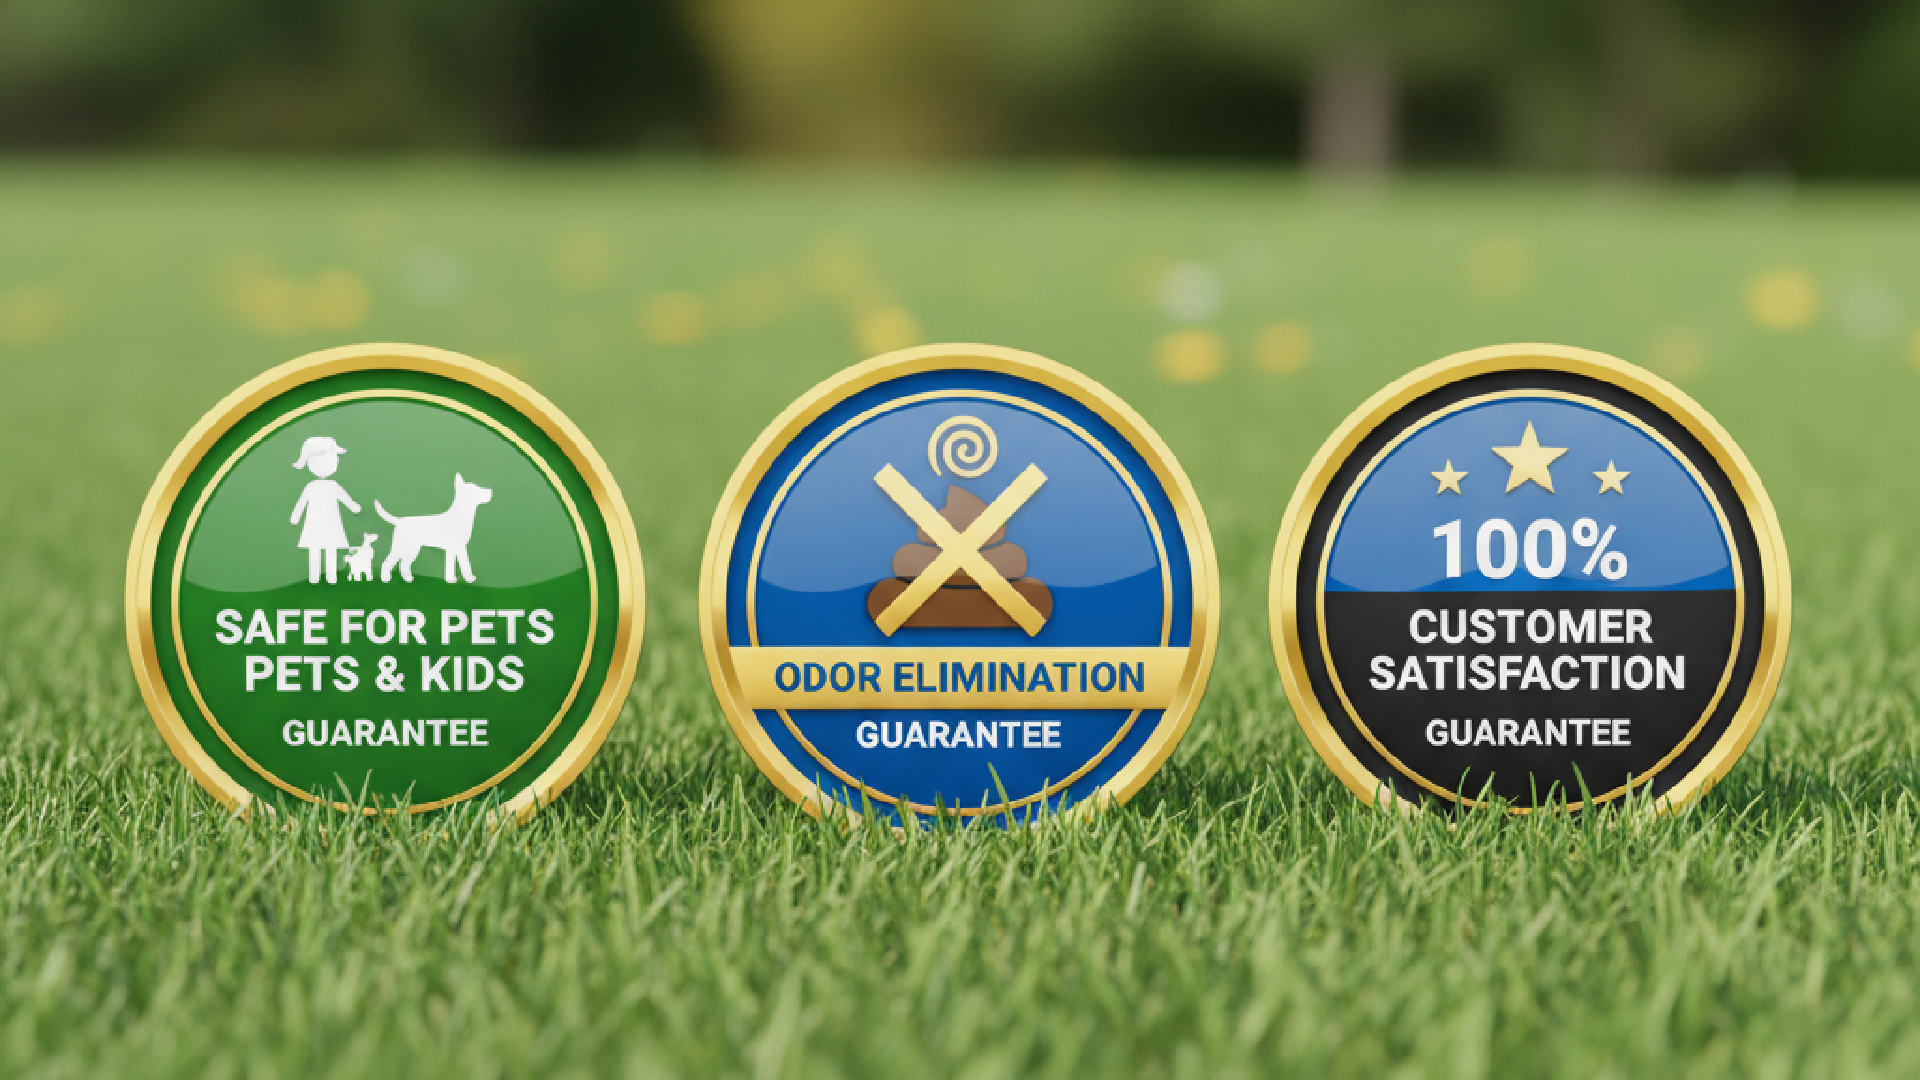 SAFE FOR PETS
PETS & KIDS
GUARANTEE
ODOR ELIMINATION
GUARANTEE
100%
CUSTOMER
SATISFACTION
GUARANTEE